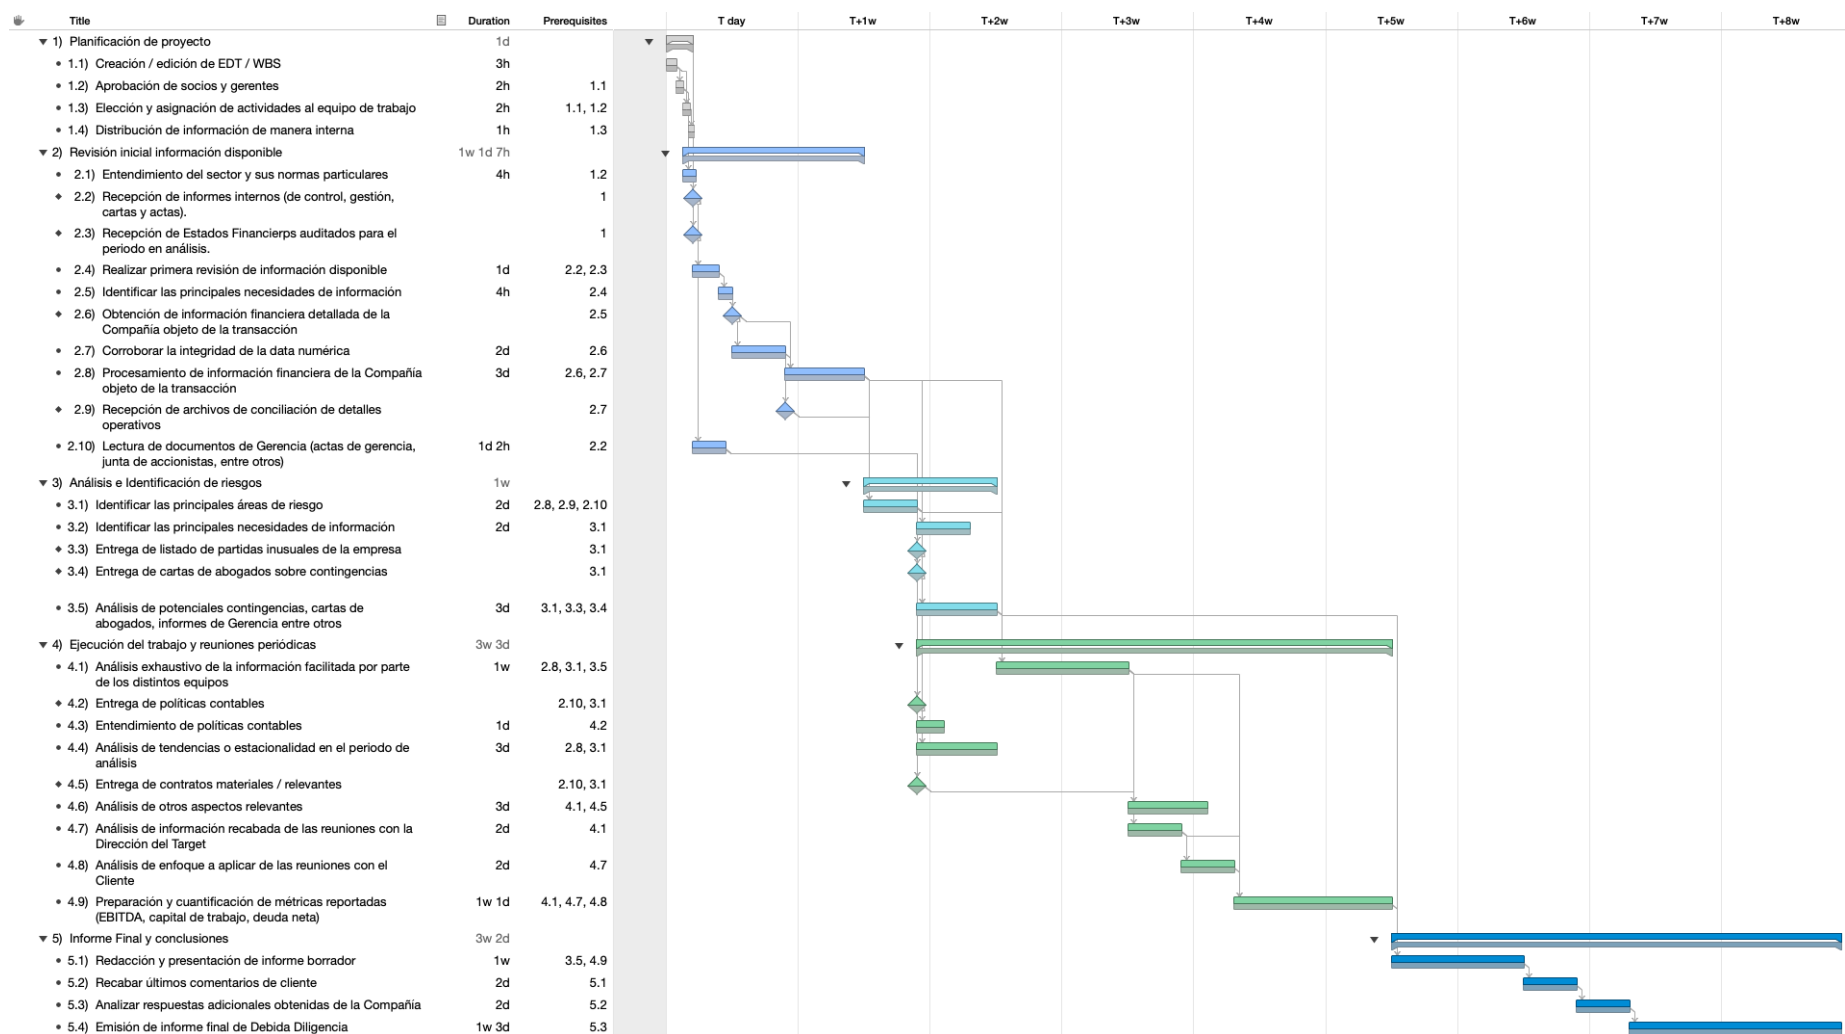 Title Duration Prerequisites T day T+1w T+2w T+3w T+4w T+5w T+6w T+7w T+8w
1) Planificación de proyecto 1d
1.1) Creación / edición de EDT / WBS 3h
1.2) Aprobación de socios y gerentes 2h 1.1
1.3) Elección y asignación de actividades al equipo de trabajo 2h 1.1, 1.2
1.4) Distribución de información de manera interna 1h 1.3
2) Revisión inicial información disponible 1w 1d 7h
2.1) Entendimiento del sector y sus normas particulares 4h 1.2
2.2) Recepción de informes internos (de control, gestión, 1
cartas y actas).
2.3) Recepción de Estados Financierps auditados para el 1
periodo en análisis.
2.4) Realizar primera revisión de información disponible 1d 2.2, 2.3
2.5) Identificar las principales necesidades de información 4h 2.4
2.6) Obtención de información financiera detallada de la 2.5
Compañía objeto de la transacción
2.7) Corroborar la integridad de la data numérica 2d 2.6
2.8) Procesamiento de información financiera de la Compañía 3d 2.6, 2.7
objeto de la transacción
2.9) Recepción de archivos de conciliación de detalles 2.7
operativos
2.10) Lectura de documentos de Gerencia (actas de gerencia, 1d 2h 2.2
junta de accionistas, entre otros)
3) Análisis e Identificación de riesgos 1w
3.1) Identificar las principales áreas de riesgo 2d 2.8, 2.9, 2.10
3.2) Identificar las principales necesidades de información 2d 3.1
3.3) Entrega de listado de partidas inusuales de la empresa 3.1
3.4) Entrega de cartas de abogados sobre contingencias 3.1
3.5) Análisis de potenciales contingencias, cartas de 3d 3.1, 3.3, 3.4
abogados, informes de Gerencia entre otros
4) Ejecución del trabajo y reuniones periódicas 3w 3d
4.1) Análisis exhaustivo de la información facilitada por parte 1w 2.8, 3.1, 3.5
de los distintos equipos
4.2) Entrega de políticas contables 2.10, 3.1
4.3) Entendimiento de políticas contables 1d 4.2
4.4) Análisis de tendencias o estacionalidad en el periodo de 3d 2.8, 3.1
análisis
4.5) Entrega de contratos materiales / relevantes 2.10, 3.1
4.6) Análisis de otros aspectos relevantes 3d 4.1, 4.5
4.7) Análisis de información recabada de las reuniones con la 2d 4.1
Dirección del Target
4.8) Análisis de enfoque a aplicar de las reuniones con el 2d 4.7
Cliente
4.9) Preparación y cuantificación de métricas reportadas 1w 1d 4.1, 4.7, 4.8
(EBITDA, capital de trabajo, deuda neta)
5) Informe Final y conclusiones 3w 2d
5.1) Redacción y presentación de informe borrador 1w 3.5, 4.9
5.2) Recabar últimos comentarios de cliente 2d 5.1
5.3) Analizar respuestas adicionales obtenidas de la Compañía 2d 5.2
5.4) Emisión de informe final de Debida Diligencia 1w 3d 5.3